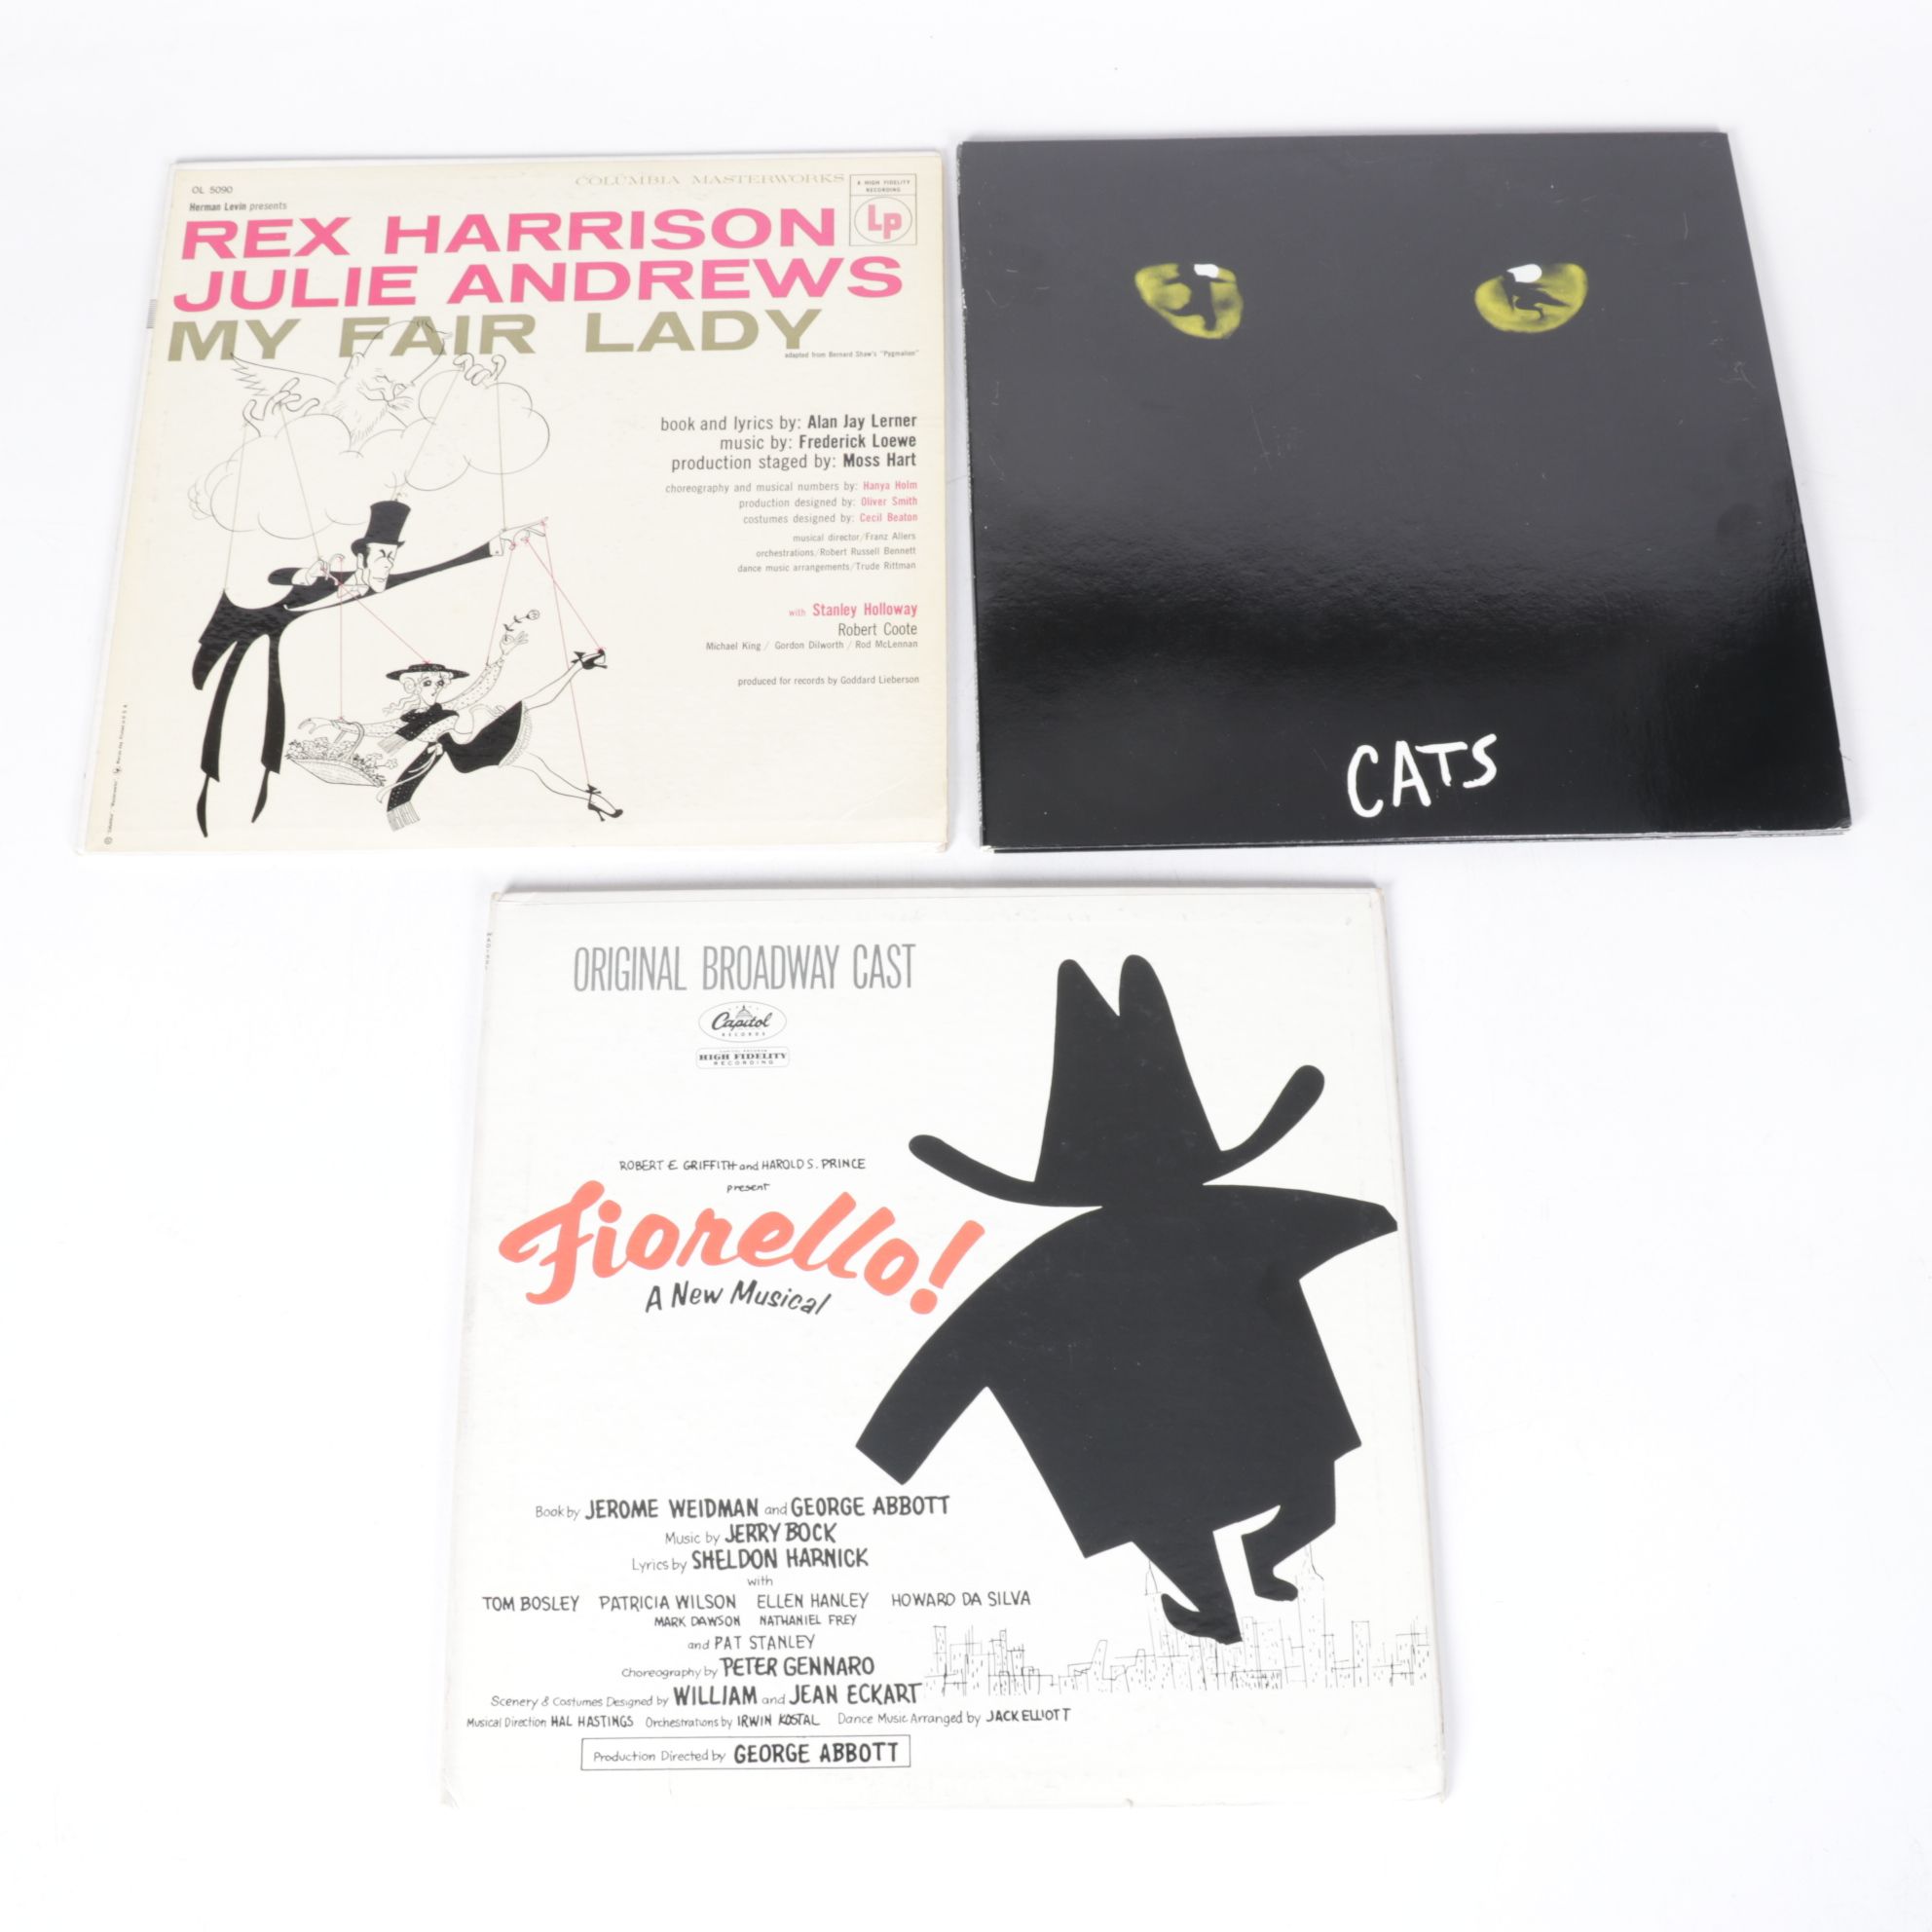 OL 5090
COLUMBIA MASTERWORKS
A HIGH FIDELITY
RECORDING
Lp
Herman Levin presents
REX HARRISON
JULIE ANDREWS
MY FAIR LADY
adapted from Bernard Shaw's "Pygmalion"
book and lyrics by: Alan Jay Lerner
music by: Frederick Loewe
production staged by: Moss Hart
choreography and musical numbers by: Hanya Holm
production designed by: Oliver Smith
costumes designed by: Cecil Beaton
musical director/Franz Allers
orchestrations/Robert Russell Bennett
dance music arrangements/Trude Rittman
with Stanley Holloway
Robert Coote
Michael King / Gordon Dilworth / Rod McLennan
produced for records by Goddard Lieberson
CATS
ORIGINAL BROADWAY CAST
Capitol
RECORDS
HIGH FIDELITY
RECORDING
ROBERT E. GRIFFITH and HAROLD S. PRINCE
present
Fiorello!
A New Musical
Book by JEROME WEIDMAN and GEORGE ABBOTT
Music by JERRY BOCK
Lyrics by SHELDON HARNICK
with
TOM BOSLEY PATRICIA WILSON ELLEN HANLEY HOWARD DA SILVA
MARK DAWSON NATHANIEL FREY
and PAT STANLEY
Choreography by PETER GENNARO
Scenery & Costumes Designed by WILLIAM and JEAN ECKART
Musical Direction HAL HASTINGS Orchestrations by IRWIN KOSTAL Dance Music Arranged by JACK ELLIOTT
Production Directed by GEORGE ABBOTT